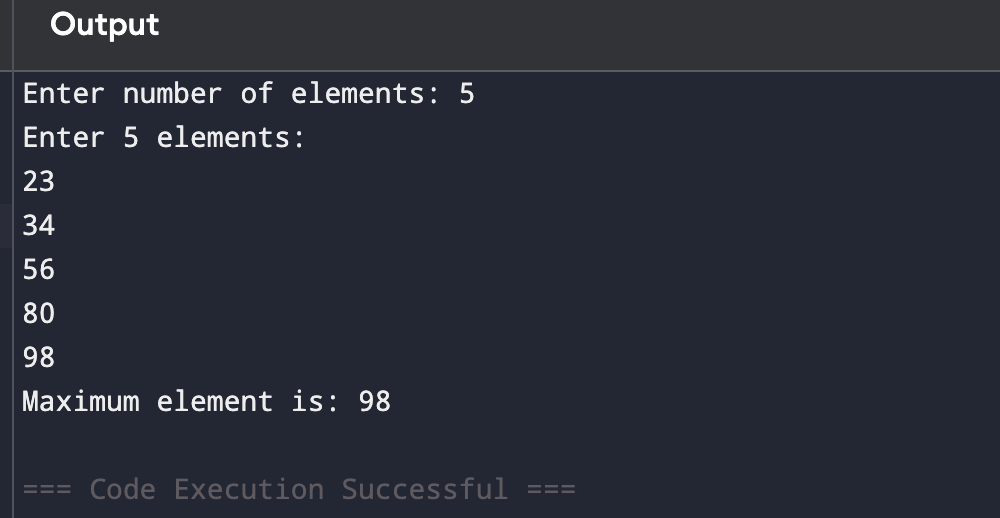 Output
Enter number of elements: 5
Enter 5 elements:
23
34
56
80
98
Maximum element is: 98
=== Code Execution Successful ===